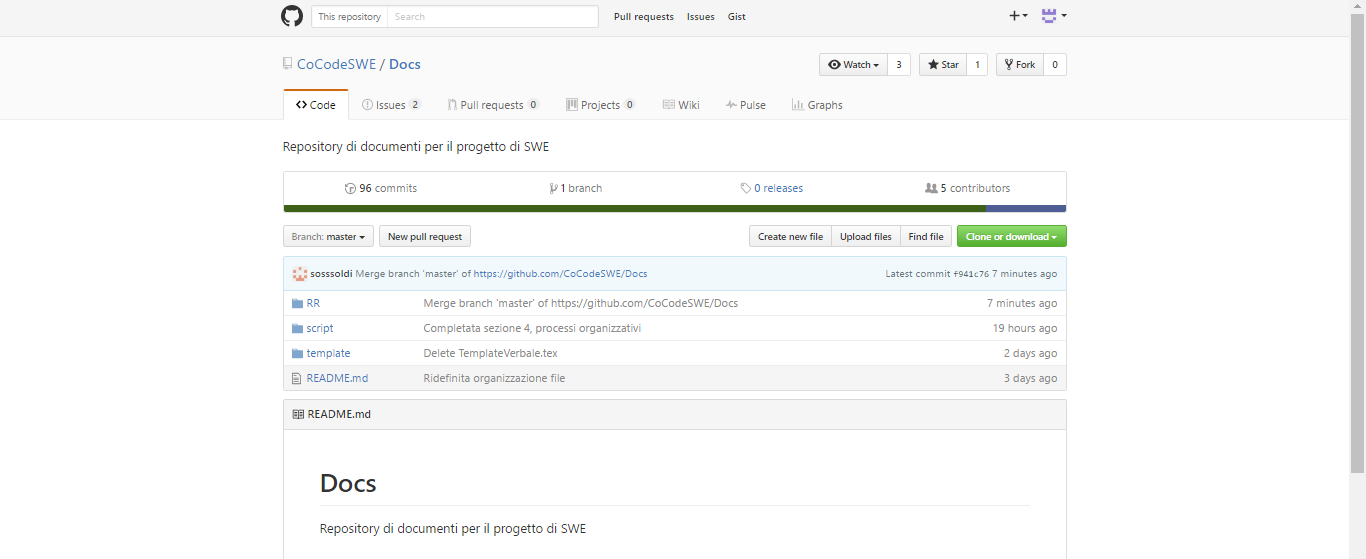 This repository Search Pull requests Issues Gist
CoCodeSWE / Docs Watch 3 Star 1 Fork 0
Code Issues 2 Pull requests 0 Projects 0 Wiki Pulse Graphs
Repository di documenti per il progetto di SWE
96 commits 1 branch 0 releases 5 contributors
Branch: master New pull request Create new file Upload files Find file Clone or download
sosssoldi Merge branch 'master' of https://github.com/CoCodeSWE/Docs Latest commit f941c76 7 minutes ago
RR Merge branch 'master' of https://github.com/CoCodeSWE/Docs 7 minutes ago
script Completata sezione 4, processi organizzativi 19 hours ago
template Delete TemplateVerbale.tex 2 days ago
README.md Ridefinita organizzazione file 3 days ago
README.md
Docs
Repository di documenti per il progetto di SWE